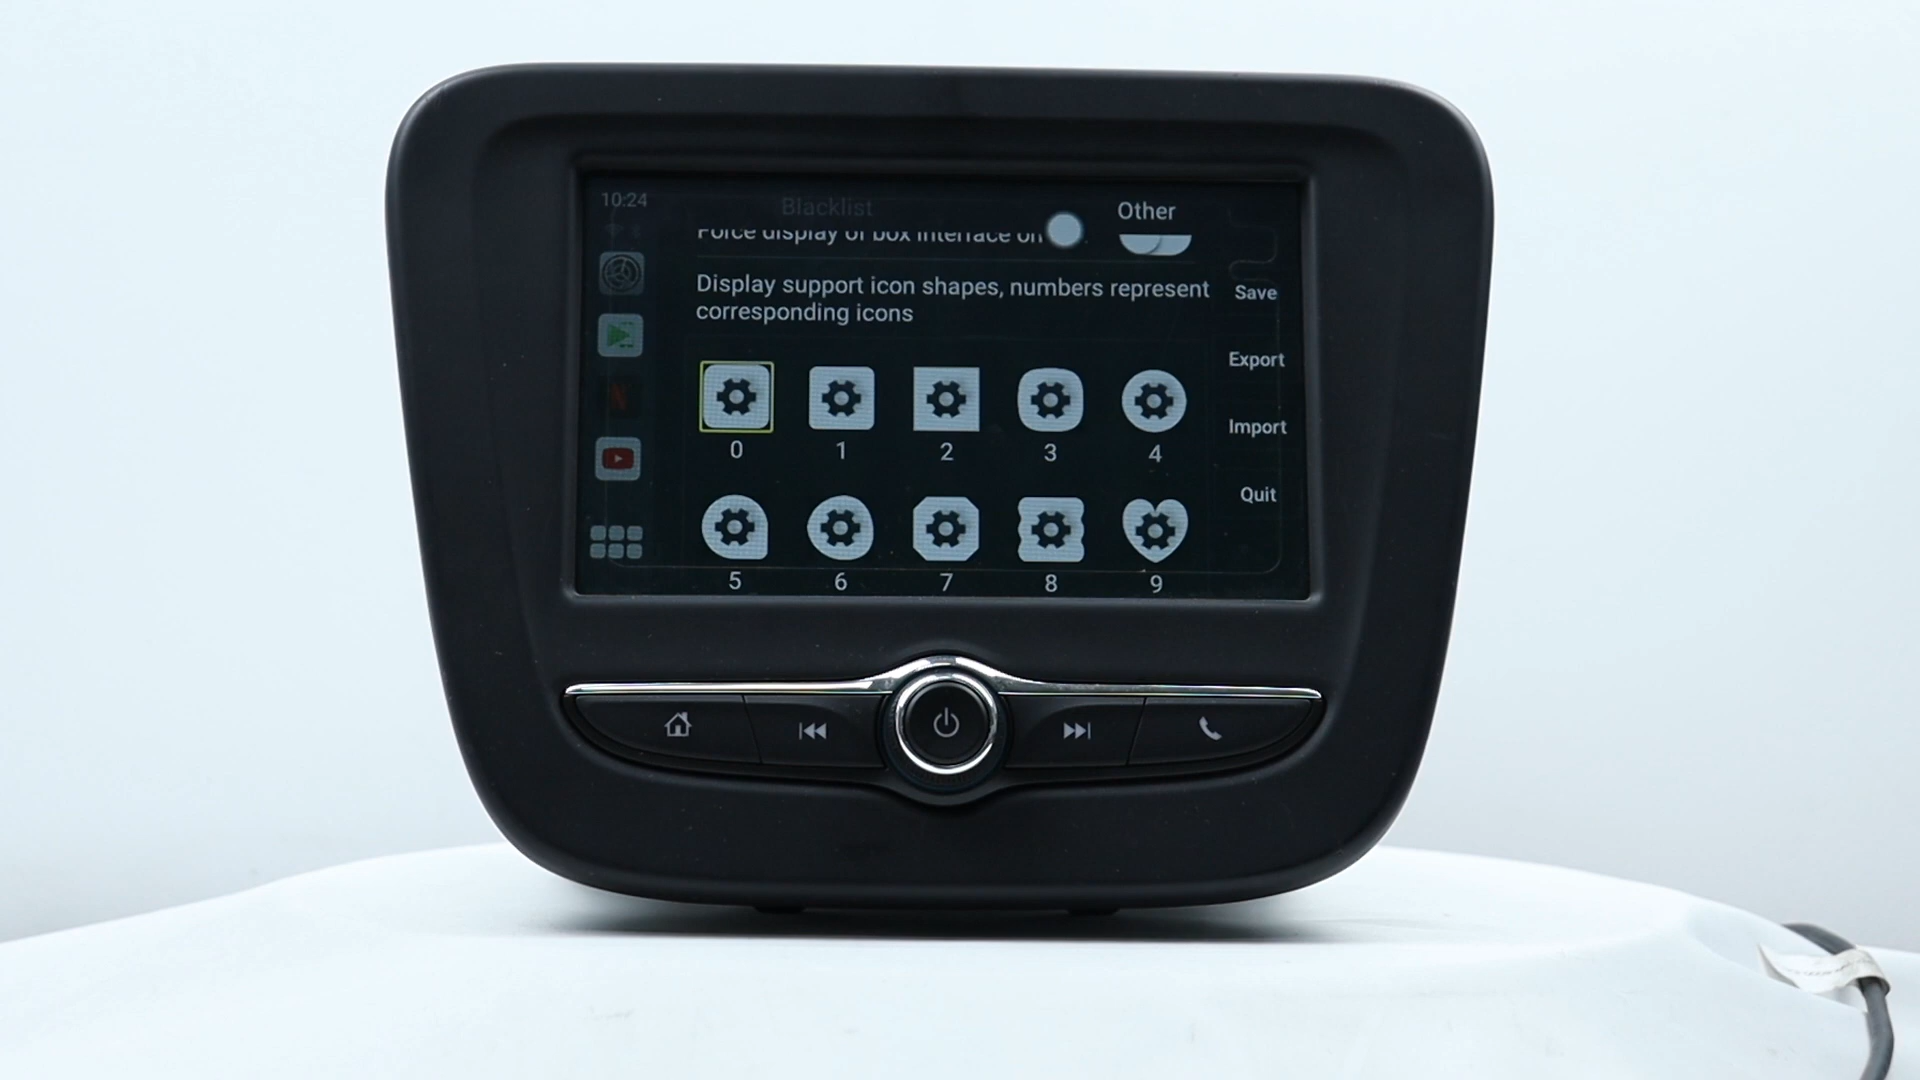 10:24
Blacklist
Other
Force display of box interface on
Display support icon shapes, numbers represent
corresponding icons
Save
Export
Import
Quit
0 1 2 3 4
5 6 7 8 9